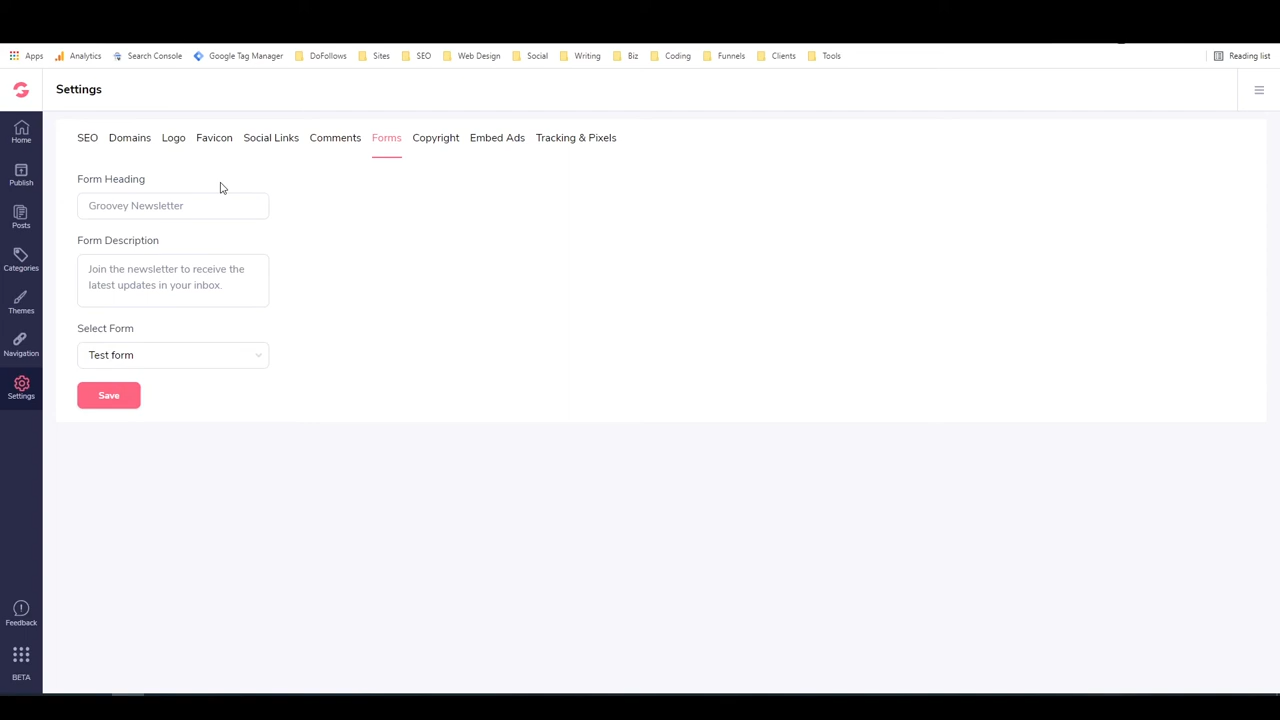 Apps Analytics Search Console Google Tag Manager DoFollows Sites SEO Web Design Social Writing Biz Coding Funnels Clients Tools Reading list
Settings
Home
Publish
Posts
Categories
Themes
Navigation
Settings
Feedback
BETA
SEO Domains Logo Favicon Social Links Comments Forms Copyright Embed Ads Tracking & Pixels
Form Heading
Groovey Newsletter
Form Description
Join the newsletter to receive the
latest updates in your inbox.
Select Form
Test form
Save